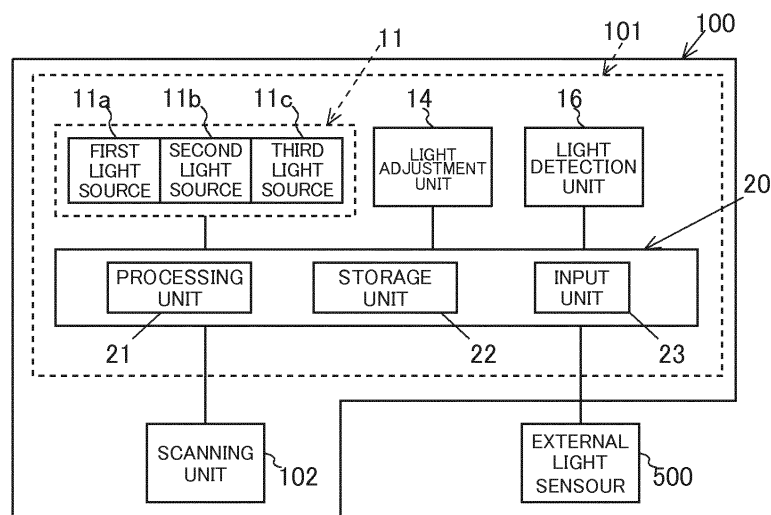 100
101
11
11a
11b
11c
14
16
FIRST
LIGHT
SOURCE
SECOND
LIGHT
SOURCE
THIRD
LIGHT
SOURCE
LIGHT
ADJUSTMENT
UNIT
LIGHT
DETECTION
UNIT
20
PROCESSING
UNIT
STORAGE
UNIT
INPUT
UNIT
21
22
23
SCANNING
UNIT
102
EXTERNAL
LIGHT
SENSOUR
500